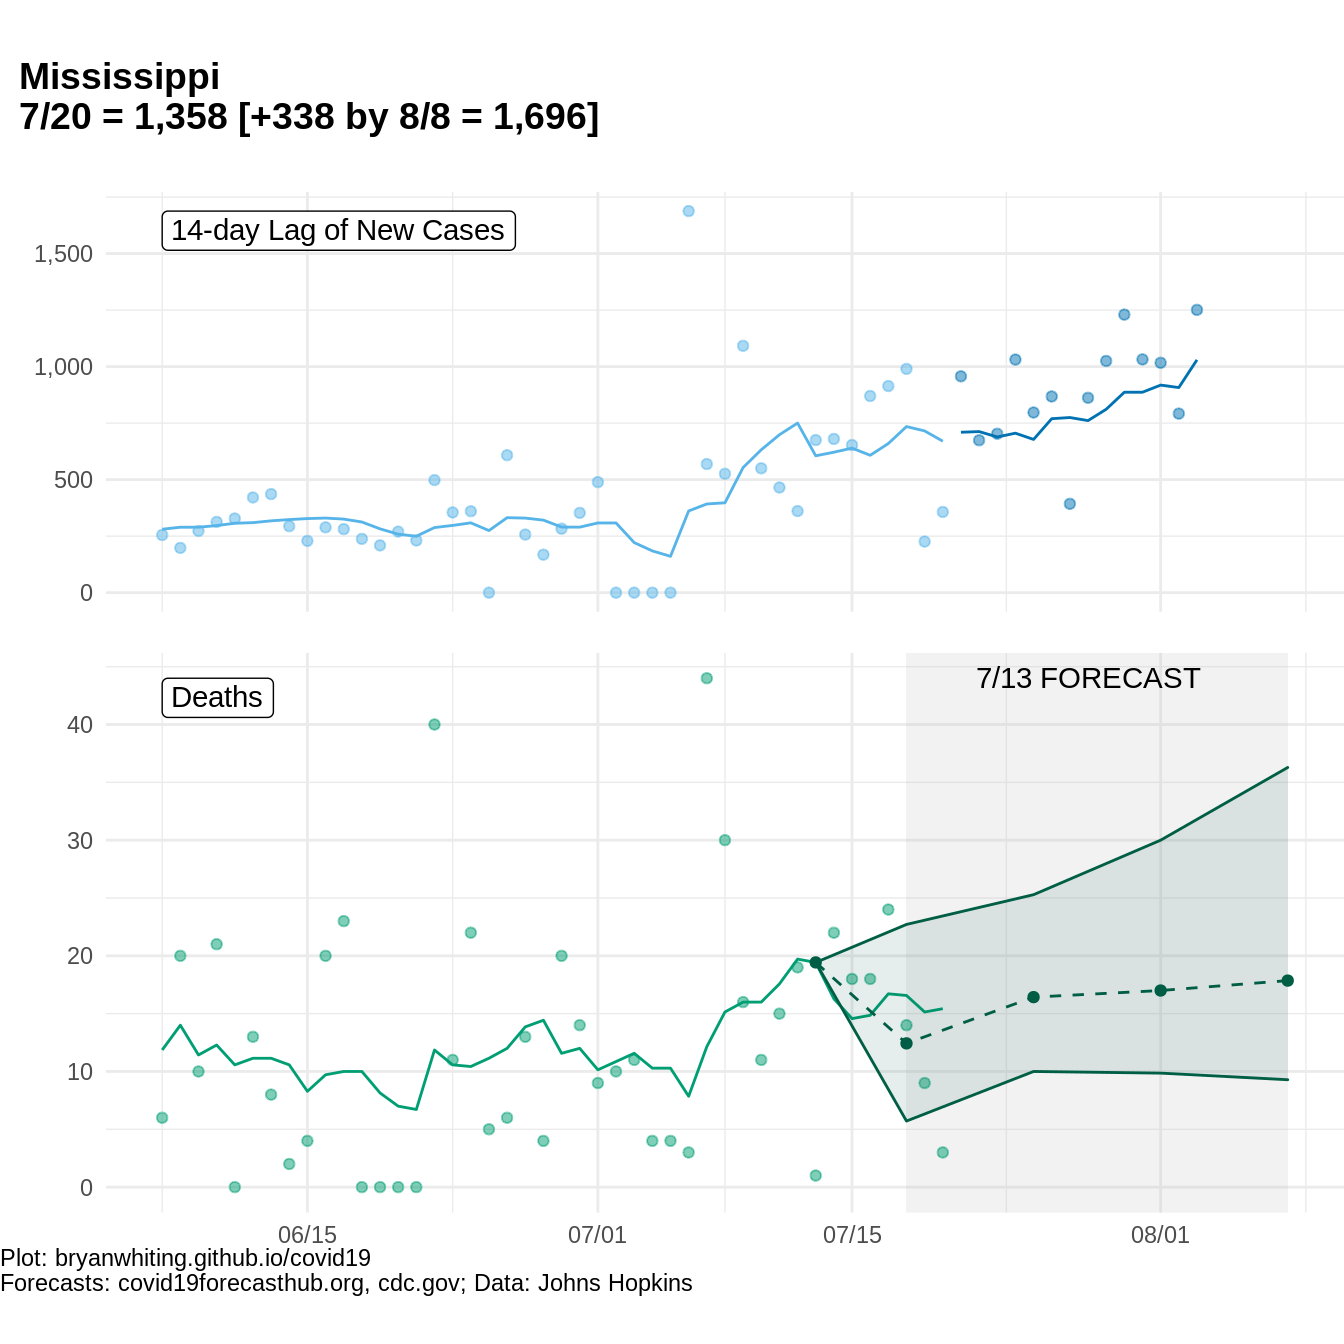 Mississippi
7/20 = 1,358 [+338 by 8/8 = 1,696]
14-day Lag of New Cases
1,500
1,000
500
0
7/13 FORECAST
Deaths
40
30
20
10
0
06/15 07/01 07/15 08/01
Plot: bryanwhiting.github.io/covid19
Forecasts: covid19forecasthub.org, cdc.gov; Data: Johns Hopkins